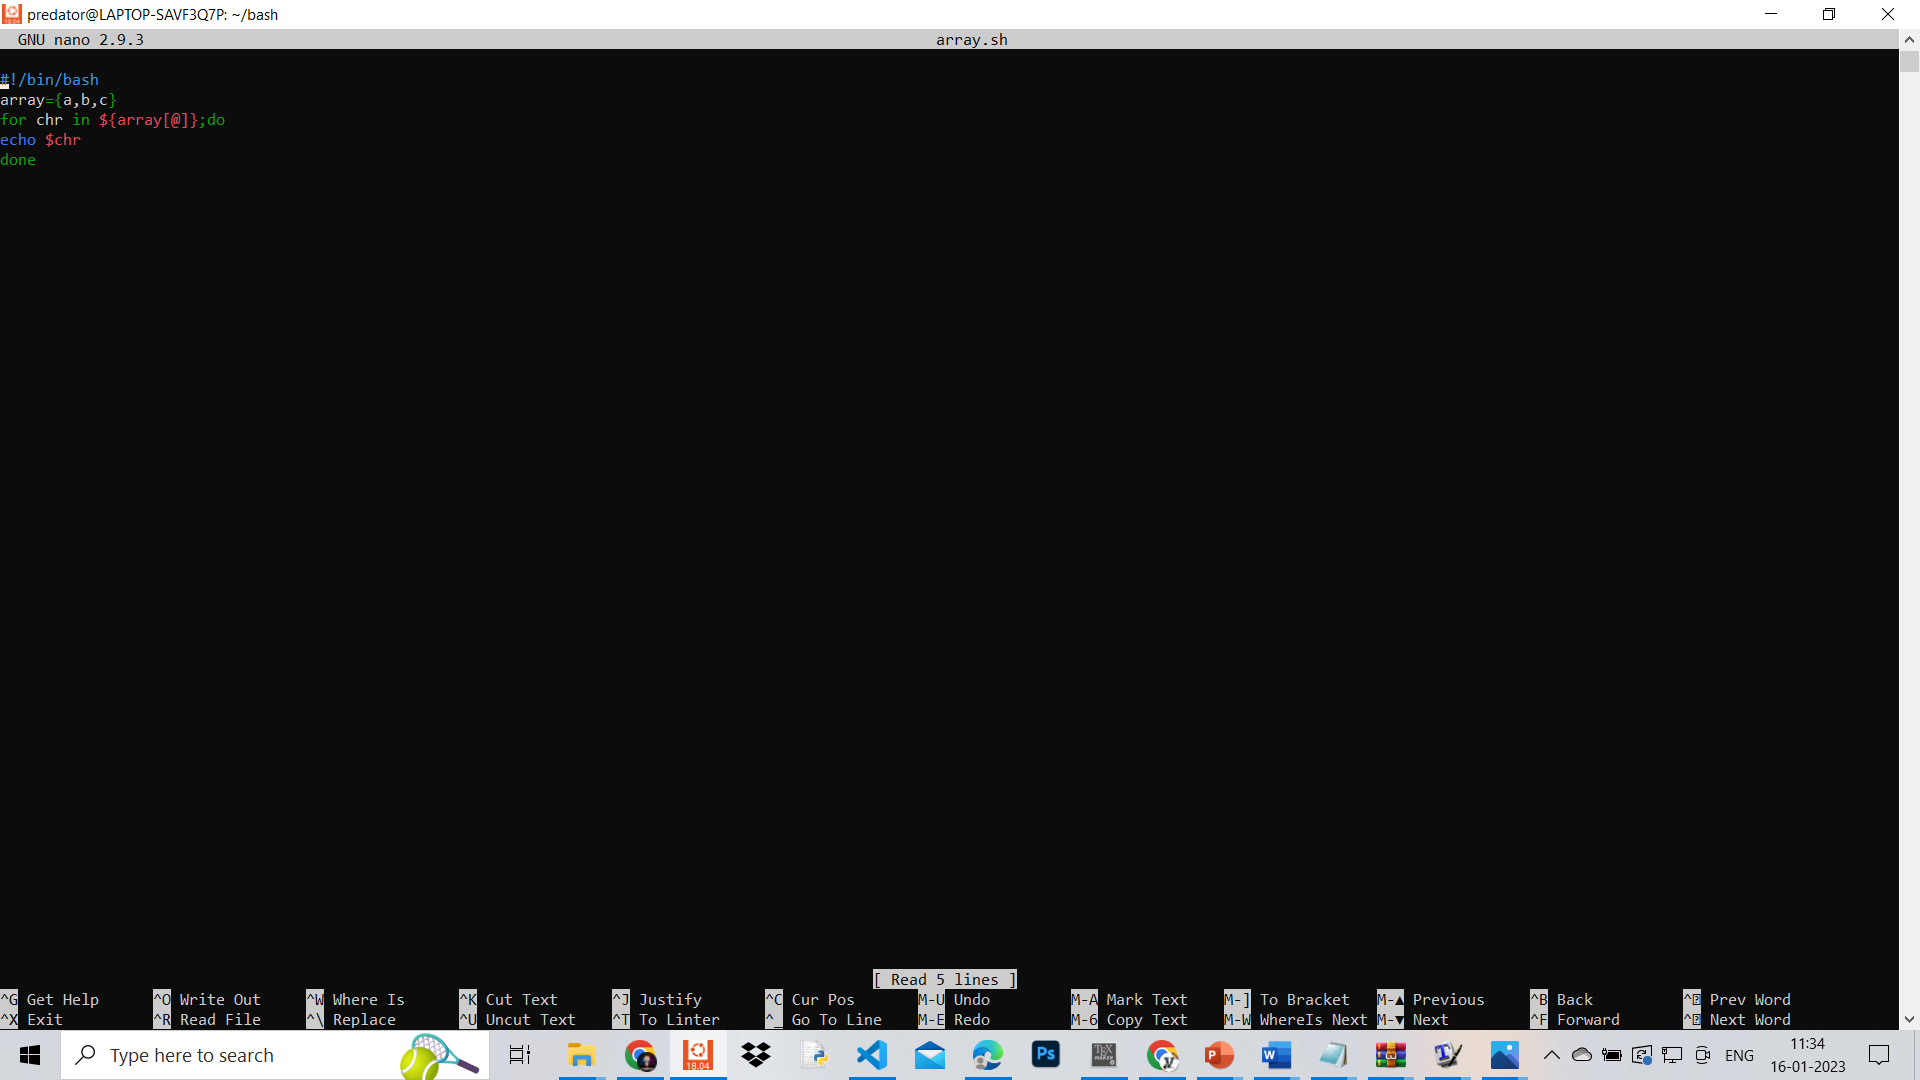 predator@LAPTOP-SAVF3Q7P: ~/bash
GNU nano 2.9.3 array.sh
#!/bin/bash
array={a,b,c}
for chr in ${array[@]};do
echo $chr
done
[ Read 5 lines ]
^G Get Help ^O Write Out ^W Where Is ^K Cut Text ^J Justify ^C Cur Pos M-U Undo M-A Mark Text M-] To Bracket M-▲ Previous ^B Back ^ Prev Word
^X Exit ^R Read File ^\ Replace ^U Uncut Text ^T To Linter ^_ Go To Line M-E Redo M-6 Copy Text M-W WhereIs Next M-▼ Next ^F Forward ^ Next Word
Type here to search
18.04
Ps
TEX
P
W
ENG
11:34
16-01-2023